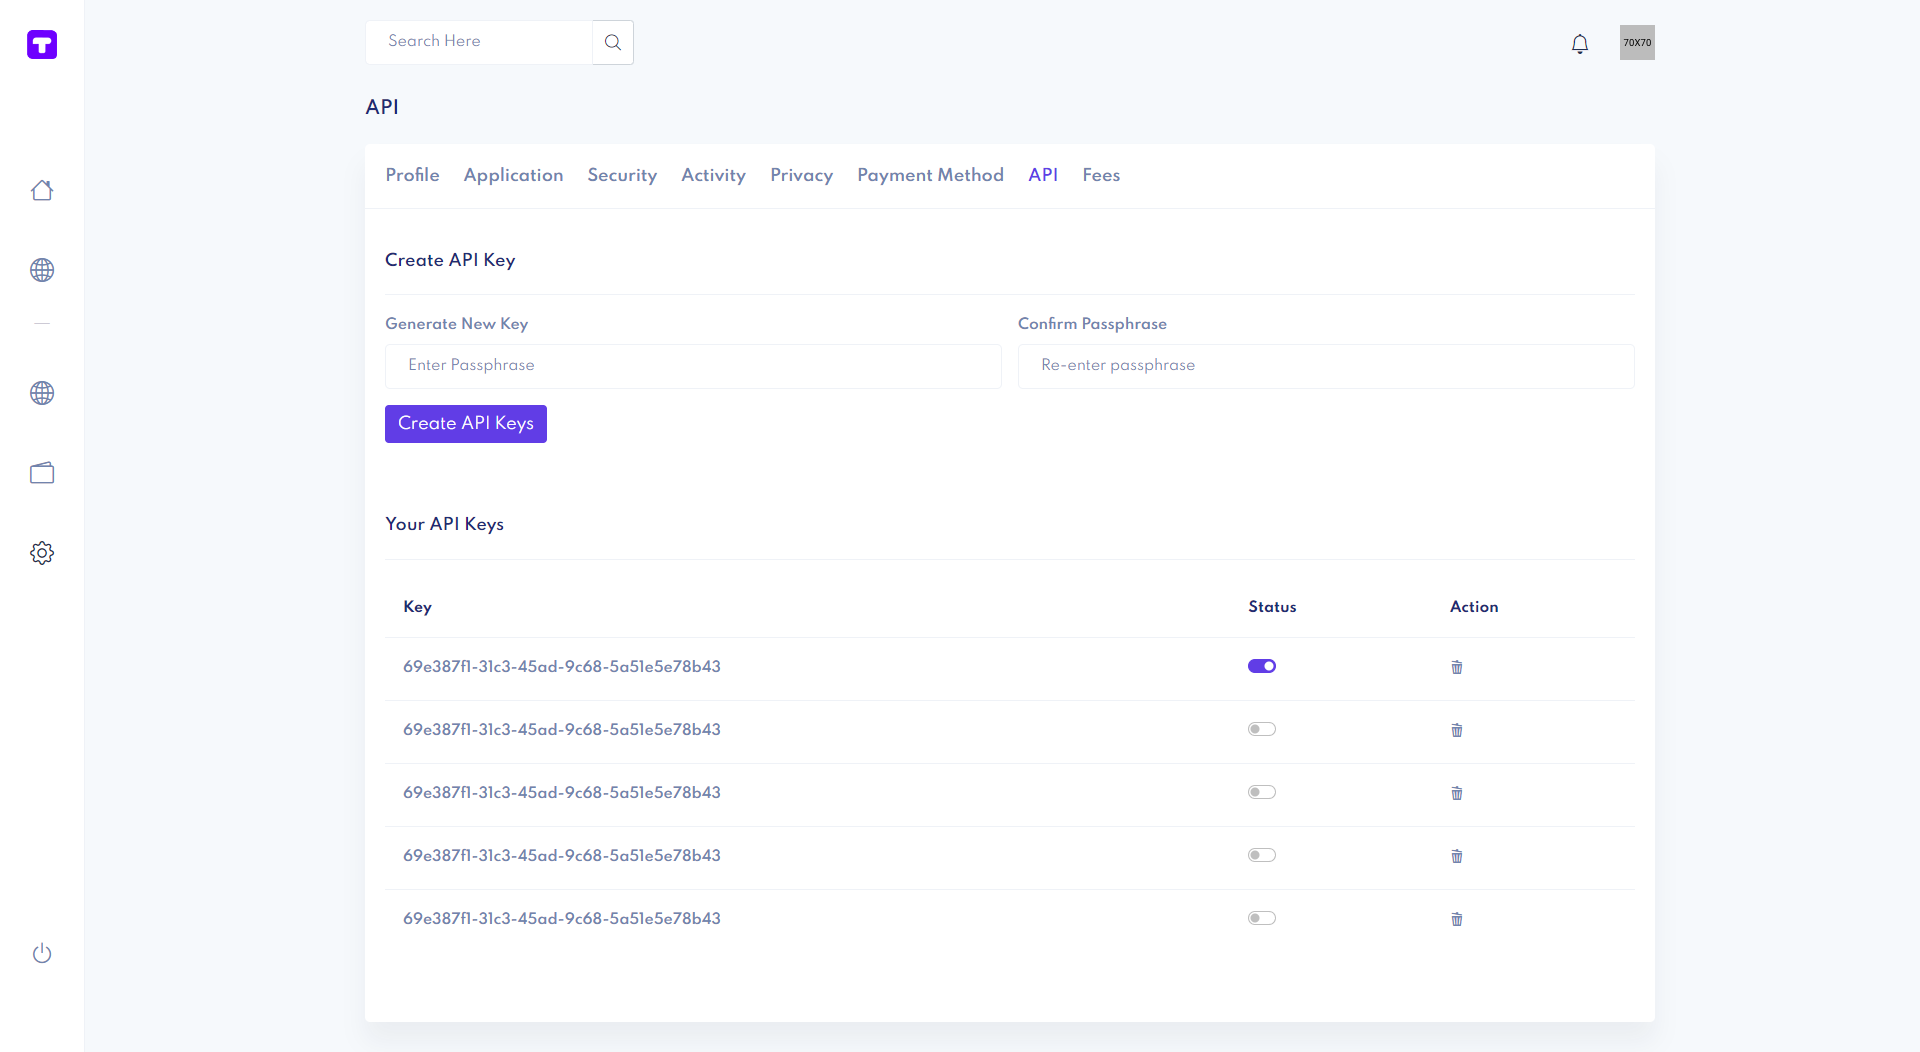 Search Here
70X70
API
Profile Application Security Activity Privacy Payment Method API Fees
Create API Key
Generate New Key Confirm Passphrase
Enter Passphrase Re-enter passphrase
Create API Keys
Your API Keys
Key Status Action
69e387f1-31c3-45ad-9c68-5a51e5e78b43
69e387f1-31c3-45ad-9c68-5a51e5e78b43
69e387f1-31c3-45ad-9c68-5a51e5e78b43
69e387f1-31c3-45ad-9c68-5a51e5e78b43
69e387f1-31c3-45ad-9c68-5a51e5e78b43